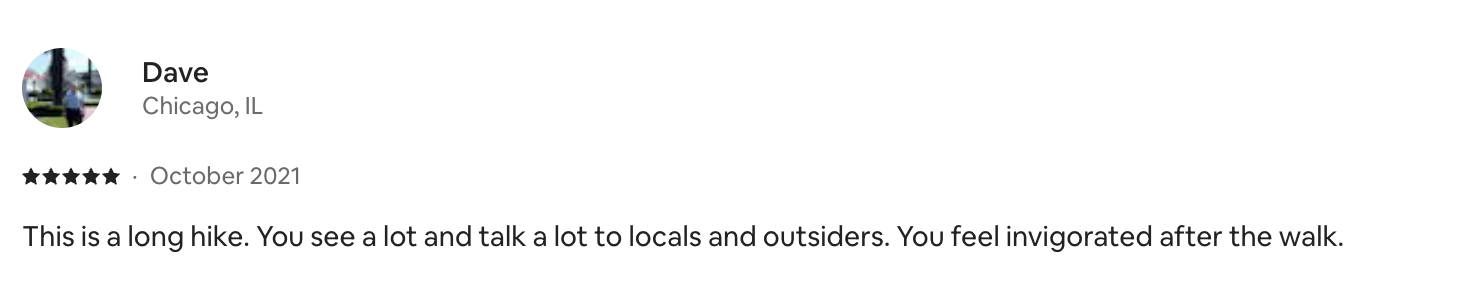 Dave
Chicago, IL
★★★★★ · October 2021
This is a long hike. You see a lot and talk a lot to locals and outsiders. You feel invigorated after the walk.